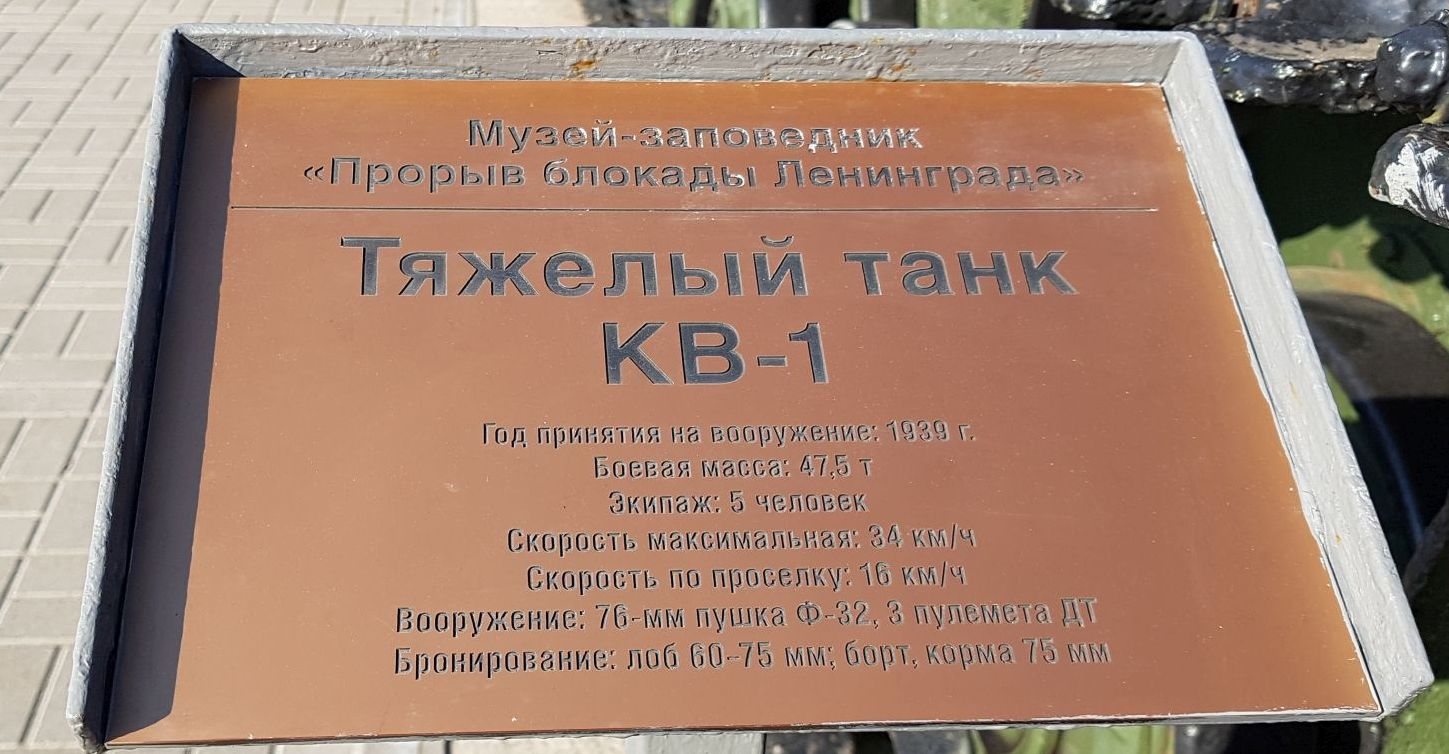 Музей-заповедник
«Прорыв блокады Ленинграда»
Тяжелый танк
КВ-1
Год принятия на вооружение: 1939 г.
Боевая масса: 47,5 т
Экипаж: 5 человек
Скорость максимальная: 34 км/ч
Скорость по проселку: 16 км/ч
Вооружение: 76-мм пушка Ф-32, 3 пулемета ДТ
Бронирование: лоб 60-75 мм; борт, корма 75 мм